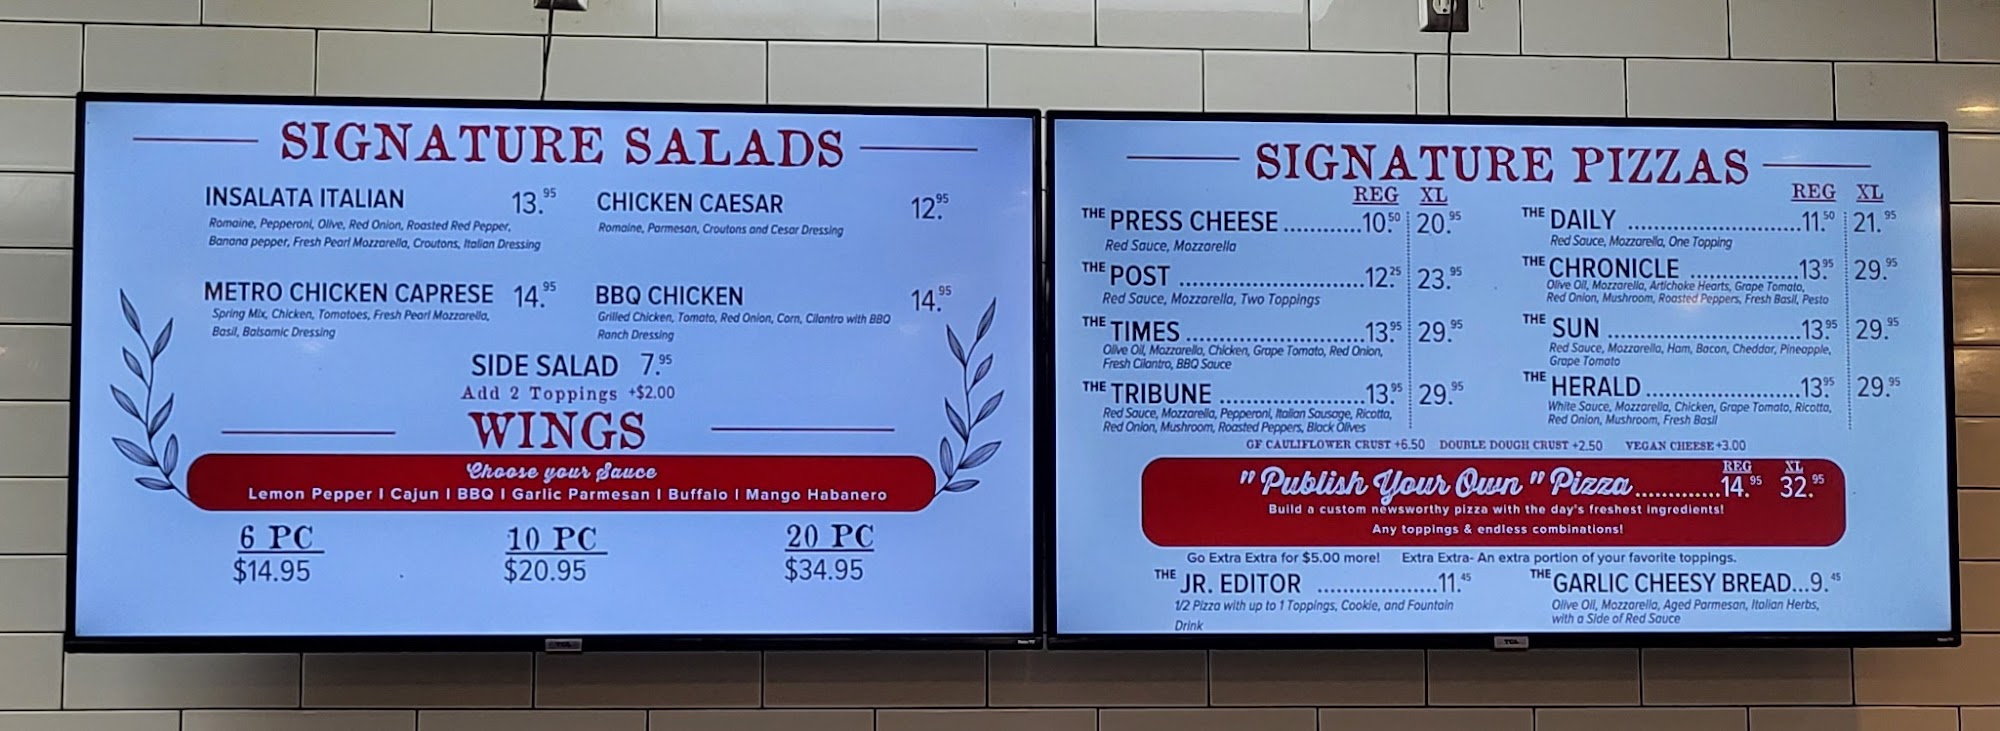 SIGNATURE SALADS
INSALATA ITALIAN 13.95
Romaine, Pepperoni, Olive, Red Onion, Roasted Red Pepper,
Banana pepper, Fresh Pearl Mozzarella, Croutons, Italian Dressing
CHICKEN CAESAR 12.95
Romaine, Parmesan, Croutons and Cesar Dressing
METRO CHICKEN CAPRESE 14.95
Spring Mix, Chicken, Tomatoes, Fresh Pearl Mozzarella,
Basil, Balsamic Dressing
BBQ CHICKEN 14.95
Grilled Chicken, Tomato, Red Onion, Corn, Cilantro with BBQ
Ranch Dressing
SIDE SALAD 7.95
Add 2 Toppings +$2.00
WINGS
Choose your Sauce
Lemon Pepper I Cajun I BBQ I Garlic Parmesan I Buffalo I Mango Habanero
6 PC
$14.95
10 PC
$20.95
20 PC
$34.95
TCL
SIGNATURE PIZZAS
REG XL
THE PRESS CHEESE ............10.50 20.95
Red Sauce, Mozzarella
THE POST ............................12.25 23.95
Red Sauce, Mozzarella, Two Toppings
THE TIMES ...........................13.95 29.95
Olive Oil, Mozzarella, Chicken, Grape Tomato, Red Onion,
Fresh Cilantro, BBQ Sauce
THE TRIBUNE ......................13.95 29.95
Red Sauce, Mozzarella, Pepperoni, Italian Sausage, Ricotta,
Red Onion, Mushroom, Roasted Peppers, Black Olives
REG XL
THE DAILY ..........................11.50 21.95
Red Sauce, Mozzarella, One Topping
THE CHRONICLE ................13.95 29.95
Olive Oil, Mozzarella, Artichoke Hearts, Grape Tomato,
Red Onion, Mushroom, Roasted Peppers, Fresh Basil, Pesto
THE SUN .............................13.95 29.95
Red Sauce, Mozzarella, Ham, Bacon, Cheddar, Pineapple,
Grape Tomato
THE HERALD .......................13.95 29.95
White Sauce, Mozzarella, Chicken, Grape Tomato, Ricotta,
Red Onion, Mushroom, Fresh Basil
GF CAULIFLOWER CRUST +6.50 DOUBLE DOUGH CRUST +2.50 VEGAN CHEESE +3.00
REG XL
"Publish Your Own" Pizza.............14.95 32.95
Build a custom newsworthy pizza with the day's freshest ingredients!
Any toppings & endless combinations!
Go Extra Extra for $5.00 more! Extra Extra- An extra portion of your favorite toppings.
THE JR. EDITOR ..................11.45
1/2 Pizza with up to 1 Toppings, Cookie, and Fountain
Drink
THE GARLIC CHEESY BREAD...9.45
Olive Oil, Mozzarella, Aged Parmesan, Italian Herbs,
with a Side of Red Sauce
TCL